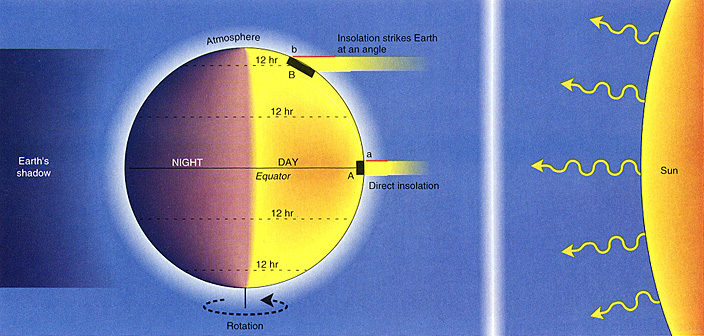 Atmosphere
b
Insolation strikes Earth
at an angle
12 hr
B
12 hr
Earth's
shadow
NIGHT
DAY
a
A
Equator
Direct insolation
Sun
12 hr
12 hr
Rotation